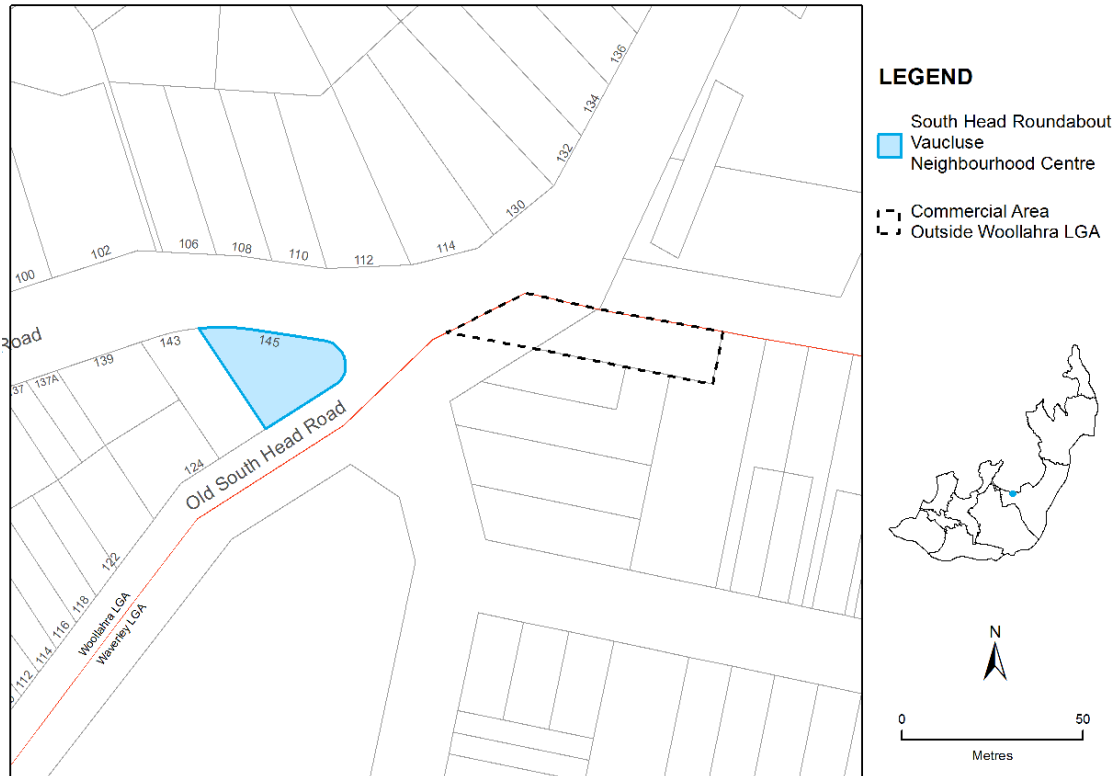 136
134
132
130
114
112
110
108
106
102
100
Road
145
143
139
137A
137
124
Old South Head Road
122
118
116
114
112
Woollahra LGA
Waverley LGA
LEGEND
South Head Roundabout
Vaucluse
Neighbourhood Centre
Commercial Area
Outside Woollahra LGA
N
0 50
Metres